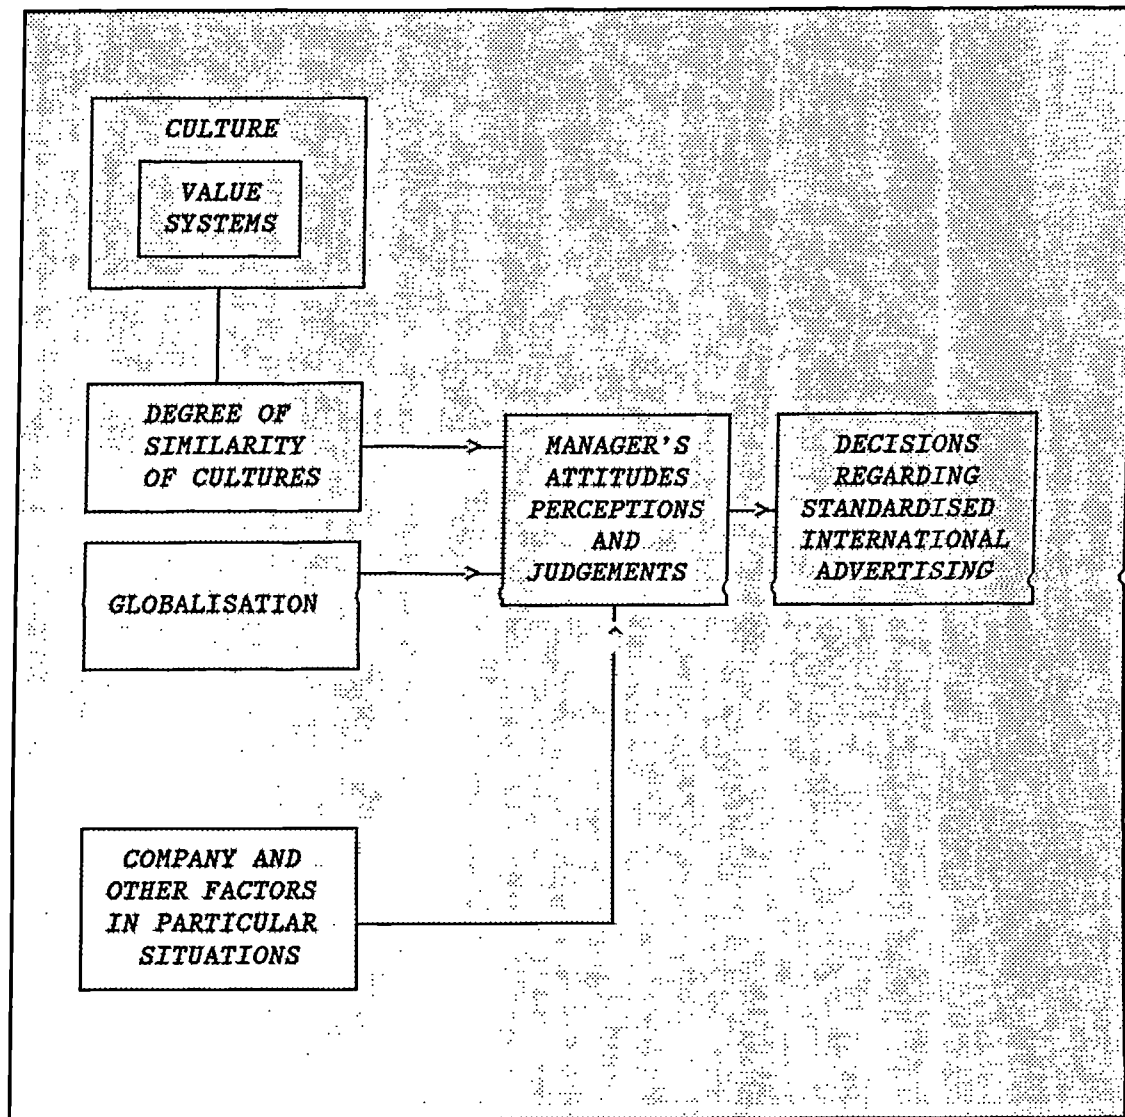 CULTURE
VALUE
SYSTEMS
DEGREE OF
SIMILARITY
OF CULTURES
GLOBALISATION
COMPANY AND
OTHER FACTORS
IN PARTICULAR
SITUATIONS
MANAGER'S
ATTITUDES
PERCEPTIONS
AND
JUDGEMENTS
DECISIONS
REGARDING
STANDARDISED
INTERNATIONAL
ADVERTISING